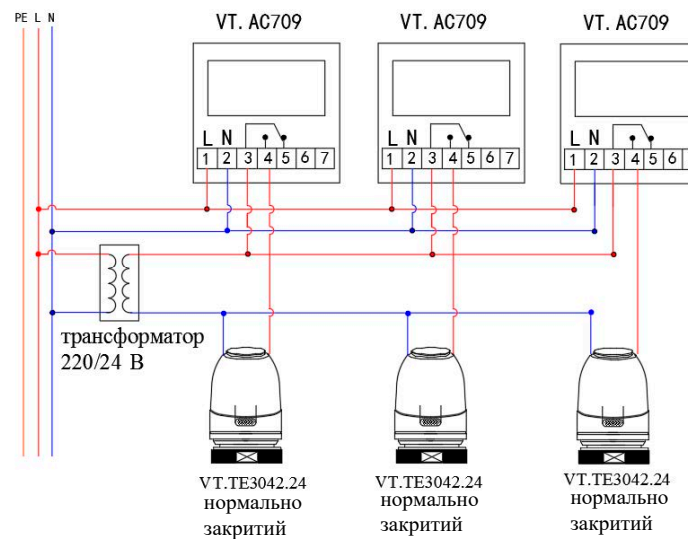 PE L N
VT. AC709
VT. AC709
VT. AC709
L N
L N
L N
1 2 3 4 5 6 7
1 2 3 4 5 6 7
1 2 3 4 5 6
трансформатор
220/24 В
VT.TE3042.24
нормально
закритий
VT.TE3042.24
нормально
закритий
VT.TE3042.24
нормально
закритий